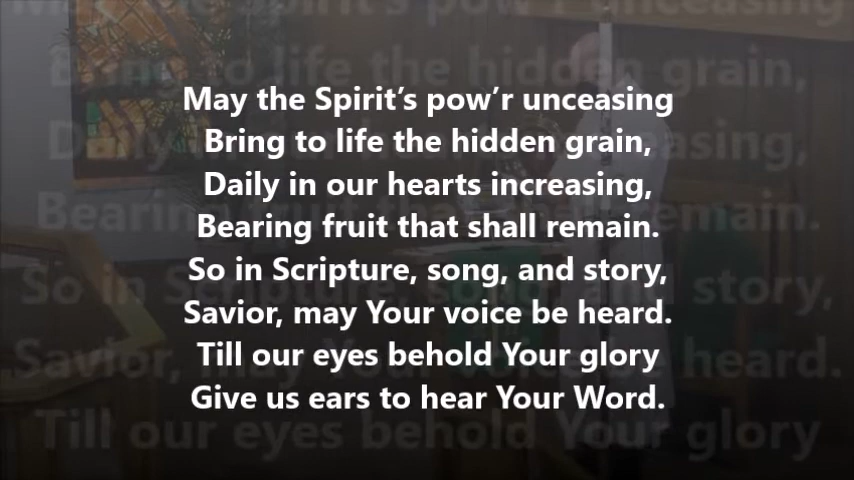 May the Spirit’s pow’r unceasing
Bring to life the hidden grain,
Daily in our hearts increasing,
Bearing fruit that shall remain.
So in Scripture, song, and story,
Savior, may Your voice be heard.
Till our eyes behold Your glory
Give us ears to hear Your Word.